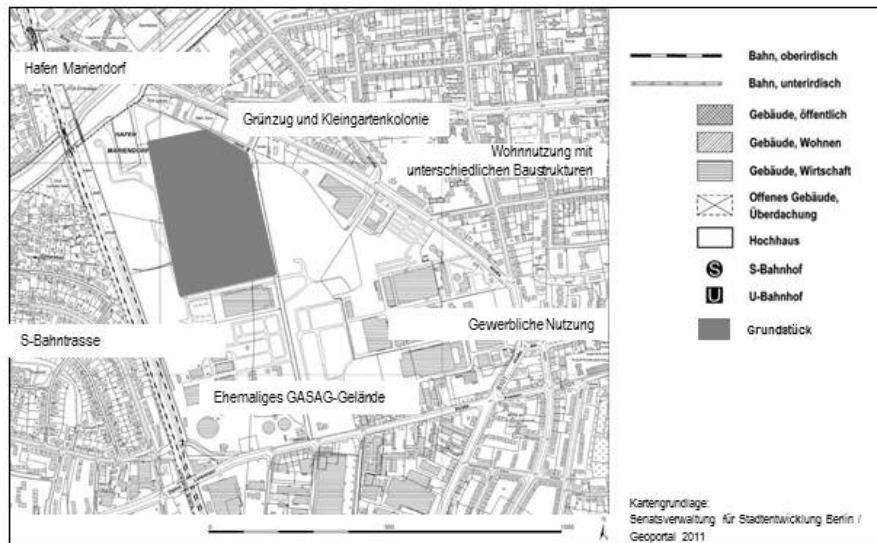 Hafen Mariendorf
Grünzug und Kleingartenkolonie
HAFEN
MARIENDORF
Wohnnutzung mit
unterschiedlichen Baustrukturen
S-Bahntrasse
Gewerbliche Nutzung
Ehemaliges GASAG-Gelände
0
500
1000
Bahn, oberirdisch
Bahn, unterirdisch
Gebäude, öffentlich
Gebäude, Wohnen
Gebäude, Wirtschaft
Offenes Gebäude,
Überdachung
Hochhaus
S S-Bahnhof
U U-Bahnhof
Grundstück
Kartengrundlage:
Senatsverwaltung für Stadtentwicklung Berlin /
Geoportal 2011